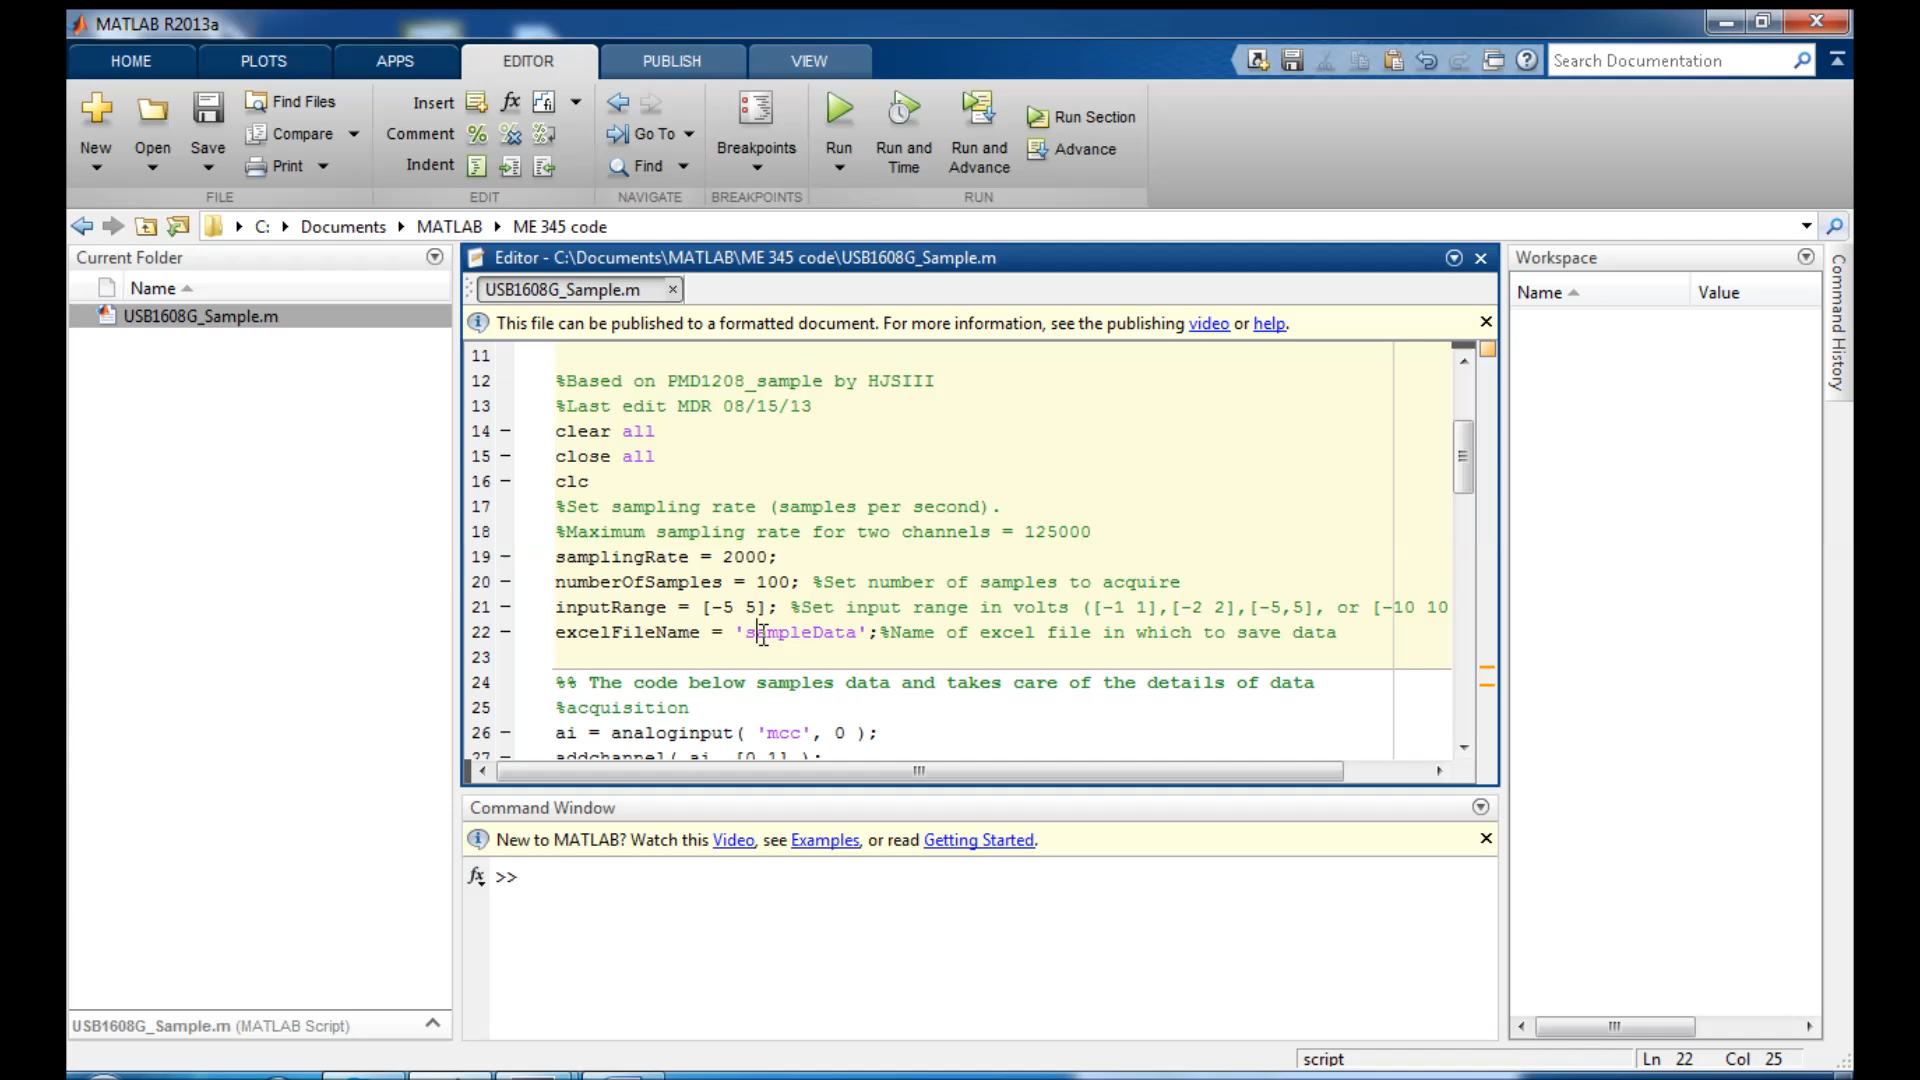 MATLAB R2013a
HOME PLOTS APPS EDITOR PUBLISH VIEW
Search Documentation
New Open Save
Find Files
Compare
Print
Insert fx
Comment
Indent
Go To
Find
Breakpoints
Run
Run and Time
Run and Advance
Run Section
Advance
FILE EDIT NAVIGATE BREAKPOINTS RUN
C: Documents MATLAB ME 345 code
Current Folder
Name
USB1608G_Sample.m
Editor - C:\Documents\MATLAB\ME 345 code\USB1608G_Sample.m
USB1608G_Sample.m
This file can be published to a formatted document. For more information, see the publishing video or help.
11
12 %Based on PMD1208_sample by HJSIII
13 %Last edit MDR 08/15/13
14 – clear all
15 – close all
16 – clc
17 %Set sampling rate (samples per second).
18 %Maximum sampling rate for two channels = 125000
19 – samplingRate = 2000;
20 – numberOfSamples = 100; %Set number of samples to acquire
21 – inputRange = [-5 5]; %Set input range in volts ([-1 1],[-2 2],[-5,5], or [-10 10
22 – excelFileName = 'sampleData';%Name of excel file in which to save data
23
24 %% The code below samples data and takes care of the details of data
25 %acquisition
26 – ai = analoginput( 'mcc', 0 );
27 – addchannel( ai, [0 1] );
Command Window
New to MATLAB? Watch this Video, see Examples, or read Getting Started.
fx >>
Workspace
Name Value
Command History
USB1608G_Sample.m (MATLAB Script)
script Ln 22 Col 25